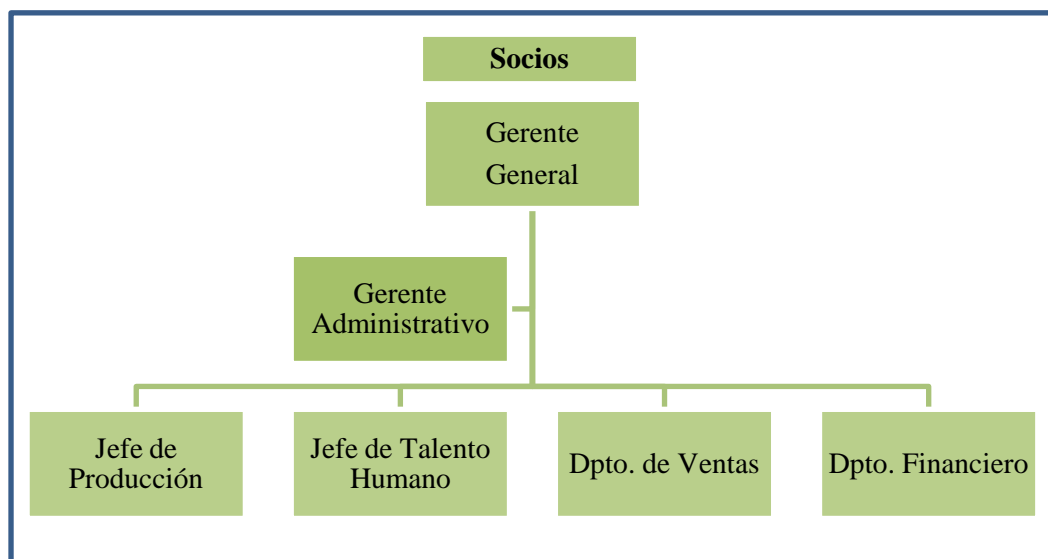 Socios
Gerente
General
Gerente
Administrativo
Jefe de
Producción
Jefe de Talento
Humano
Dpto. de Ventas
Dpto. Financiero